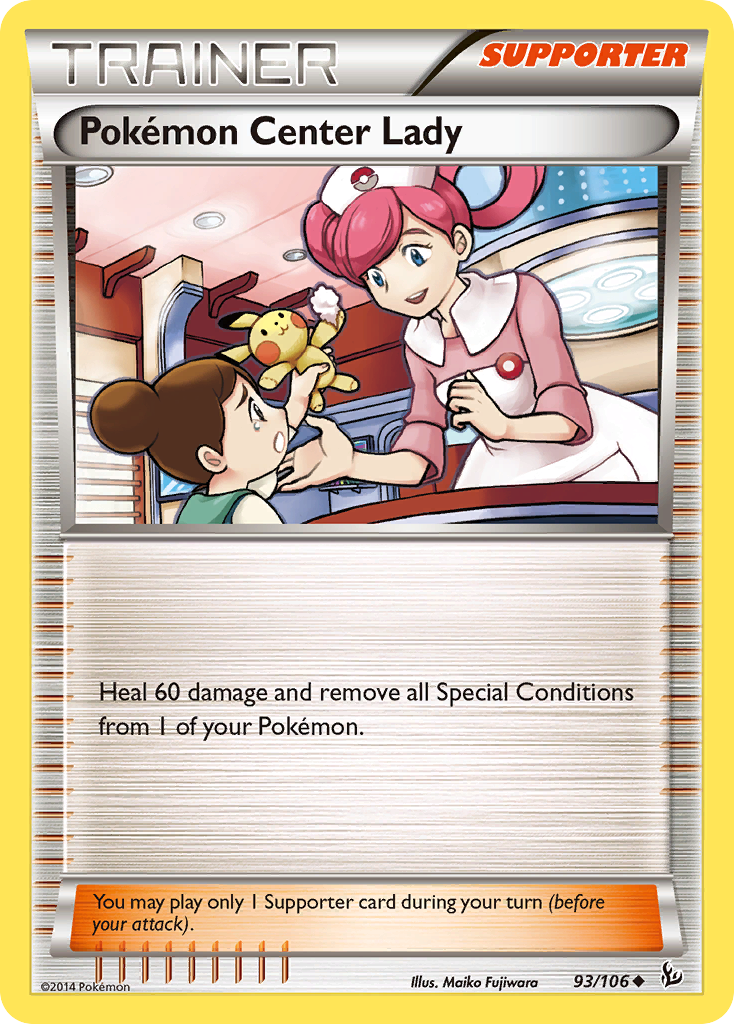 TRAINER
SUPPORTER
Pokémon Center Lady
Heal 60 damage and remove all Special Conditions
from 1 of your Pokémon.
You may play only 1 Supporter card during your turn (before
your attack).
©2014 Pokémon
Illus. Maiko Fujiwara
93/106